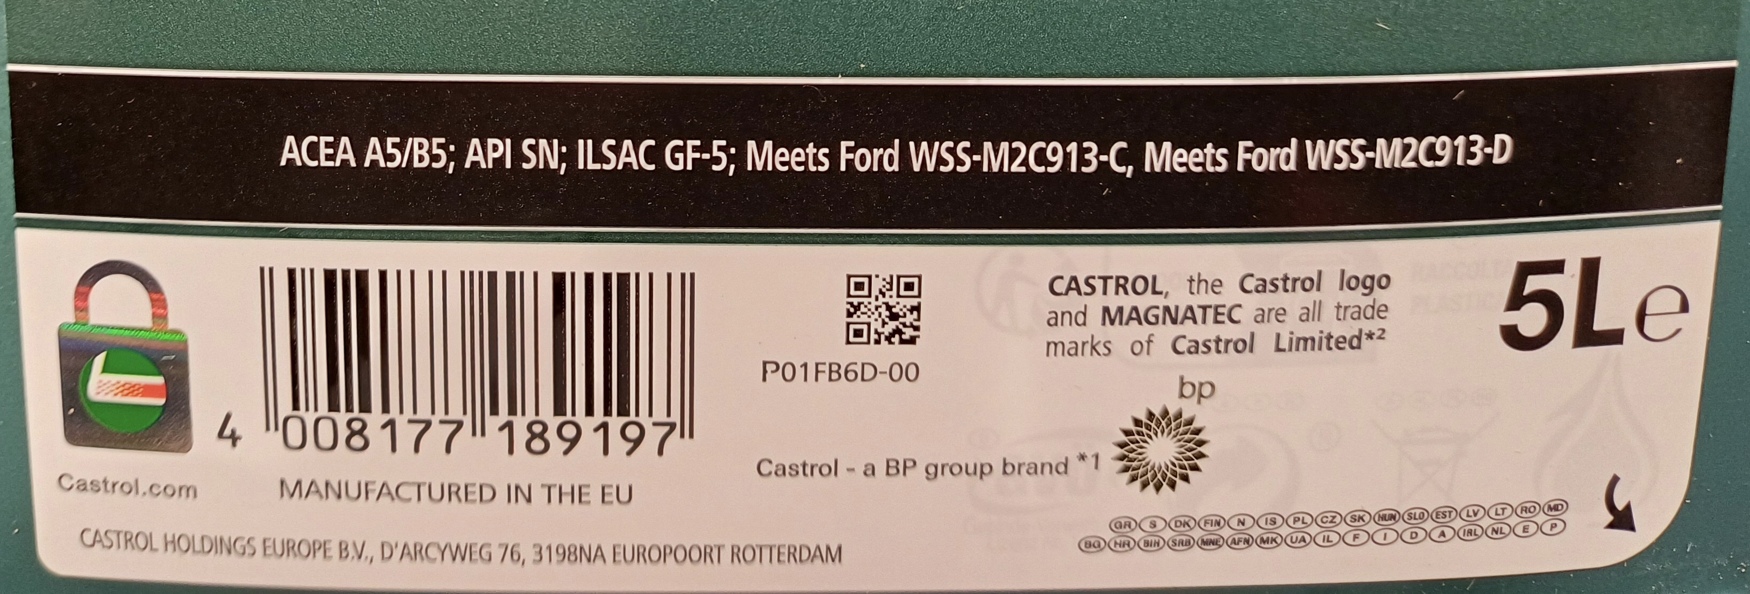 ACEA A5/B5; API SN; ILSAC GF-5; Meets Ford WSS-M2C913-C, Meets Ford WSS-M2C913-D
4 008177 189197
Castrol.com
MANUFACTURED IN THE EU
P01FB6D-00
CASTROL, the Castrol logo
and MAGNATEC are all trade
marks of Castrol Limited*²
5L℮
bp
Castrol - a BP group brand *1
CASTROL HOLDINGS EUROPE B.V., D'ARCYWEG 76, 3198NA EUROPOORT ROTTERDAM
GR S DK FIN N IS PL CZ SK HUN SLO EST LV LT RO MD
BG HR BIH SRB MNE AFN MK UA IL F I D A IRL NL E P